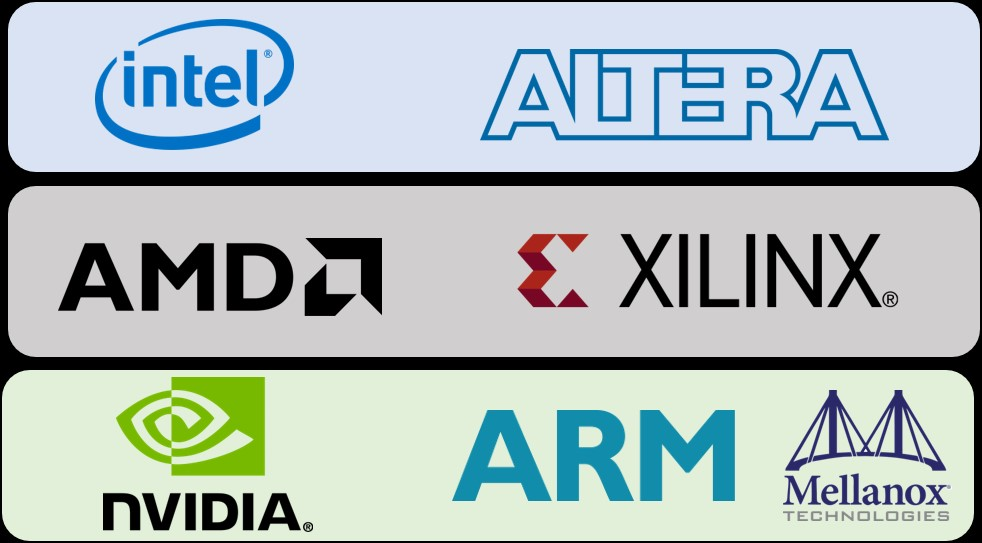 intel®
ALTERA
AMD
XILINX®
NVIDIA®
ARM
Mellanox®
TECHNOLOGIES